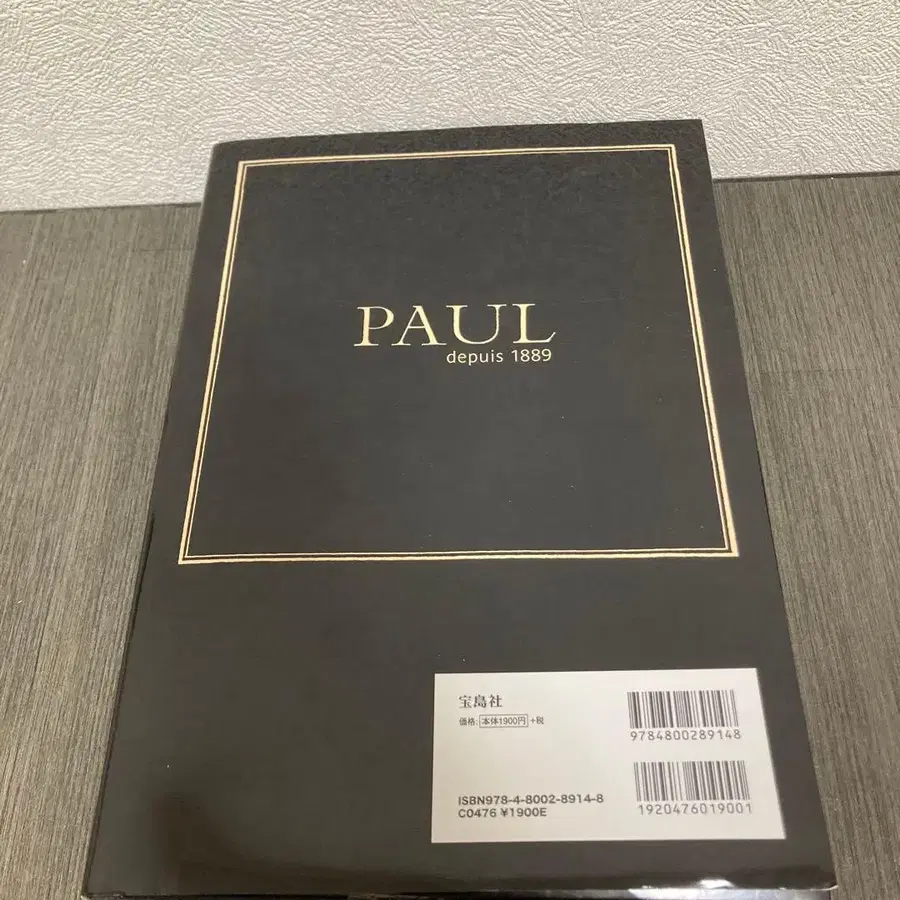 PAUL
depuis 1889
宝島社
価格: 本体1900円 +税
9784800289148
ISBN978-4-8002-8914-8
C0476 ¥1900E
1920476019001